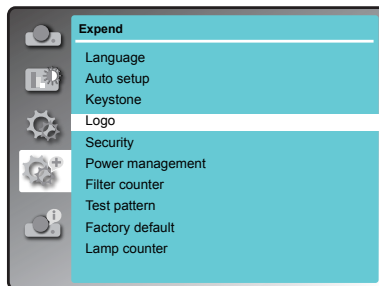 Expend
Language
Auto setup
Keystone
Logo
Security
Power management
Filter counter
Test pattern
Factory default
Lamp counter